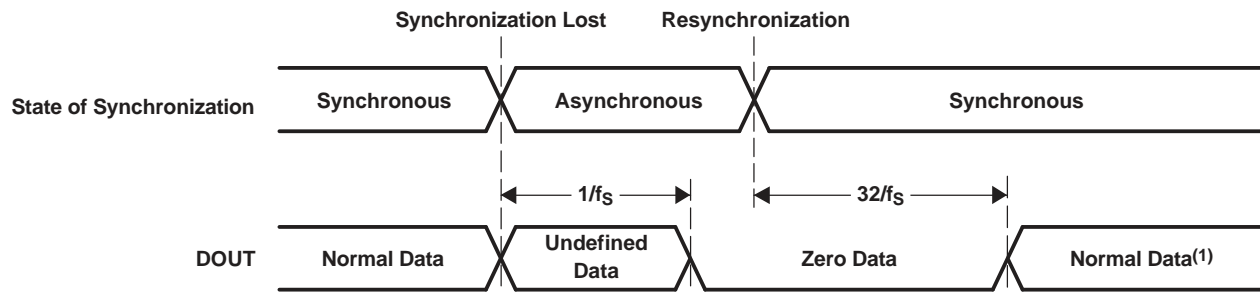 Synchronization Lost
Resynchronization
State of Synchronization
Synchronous
Asynchronous
Synchronous
1/fS
32/fS
DOUT
Normal Data
Undefined
Data
Zero Data
Normal Data(1)